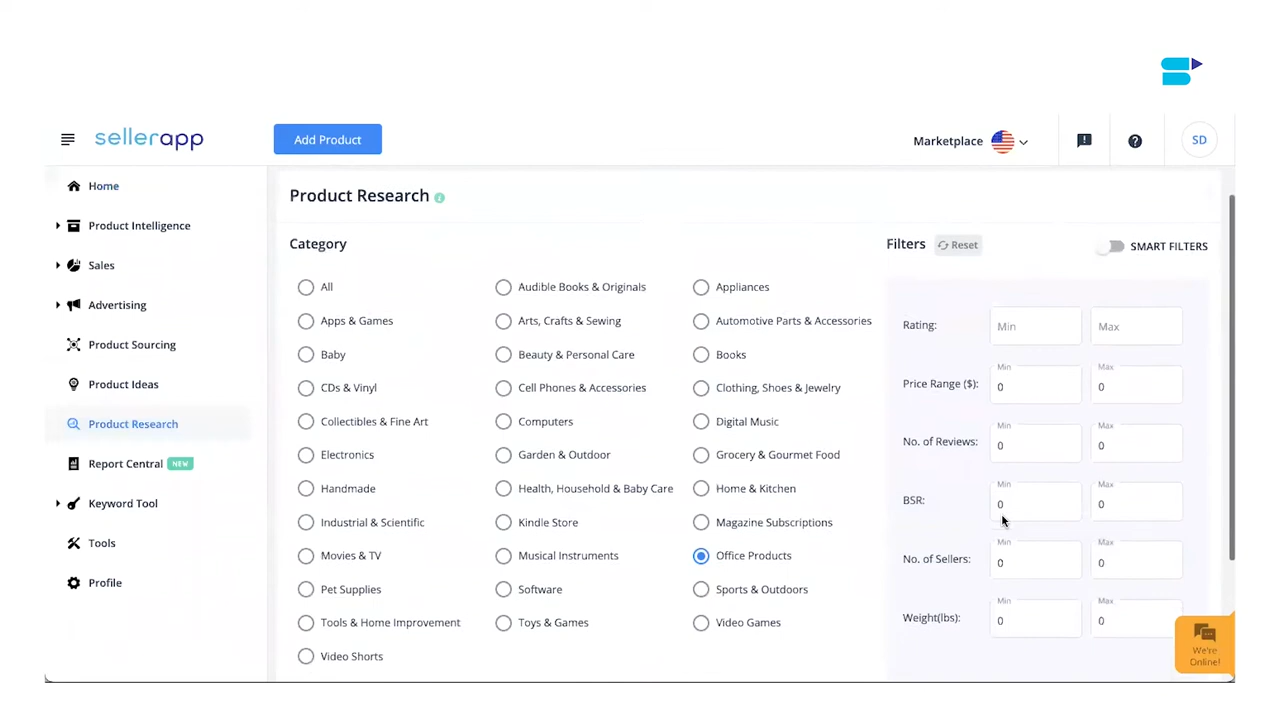 sellerapp
Add Product
Marketplace
SD
Home
Product Intelligence
Sales
Advertising
Product Sourcing
Product Ideas
Product Research
Report Central NEW
Keyword Tool
Tools
Profile
Product Research
Category
All
Audible Books & Originals
Appliances
Apps & Games
Arts, Crafts & Sewing
Automotive Parts & Accessories
Baby
Beauty & Personal Care
Books
CDs & Vinyl
Cell Phones & Accessories
Clothing, Shoes & Jewelry
Collectibles & Fine Art
Computers
Digital Music
Electronics
Garden & Outdoor
Grocery & Gourmet Food
Handmade
Health, Household & Baby Care
Home & Kitchen
Industrial & Scientific
Kindle Store
Magazine Subscriptions
Movies & TV
Musical Instruments
Office Products
Pet Supplies
Software
Sports & Outdoors
Tools & Home Improvement
Toys & Games
Video Games
Video Shorts
Filters
Reset
SMART FILTERS
Rating:
Min
Max
Price Range ($):
Min
0
Max
0
No. of Reviews:
Min
0
Max
0
BSR:
Min
0
Max
0
No. of Sellers:
Min
0
Max
0
Weight(lbs):
Min
0
Max
0
We're
Online!